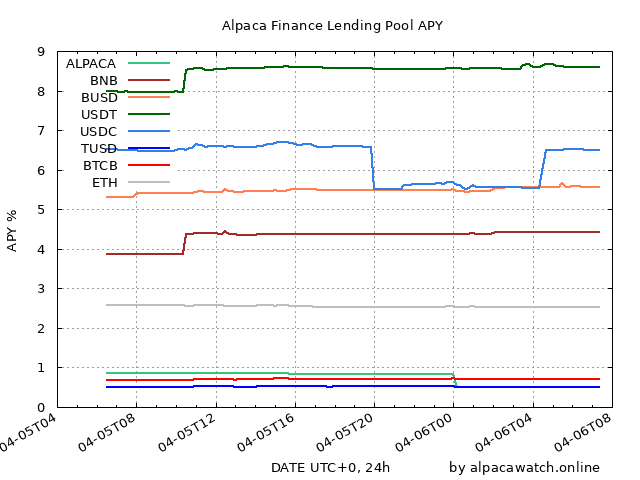 Alpaca Finance Lending Pool APY
ALPACA
BNB
BUSD
USDT
USDC
TUSD
BTCB
ETH
APY %
9
8
7
6
5
4
3
2
1
0
04-05T04
04-05T08
04-05T12
04-05T16
04-05T20
04-06T00
04-06T04
04-06T08
DATE UTC+0, 24h
by alpacawatch.online